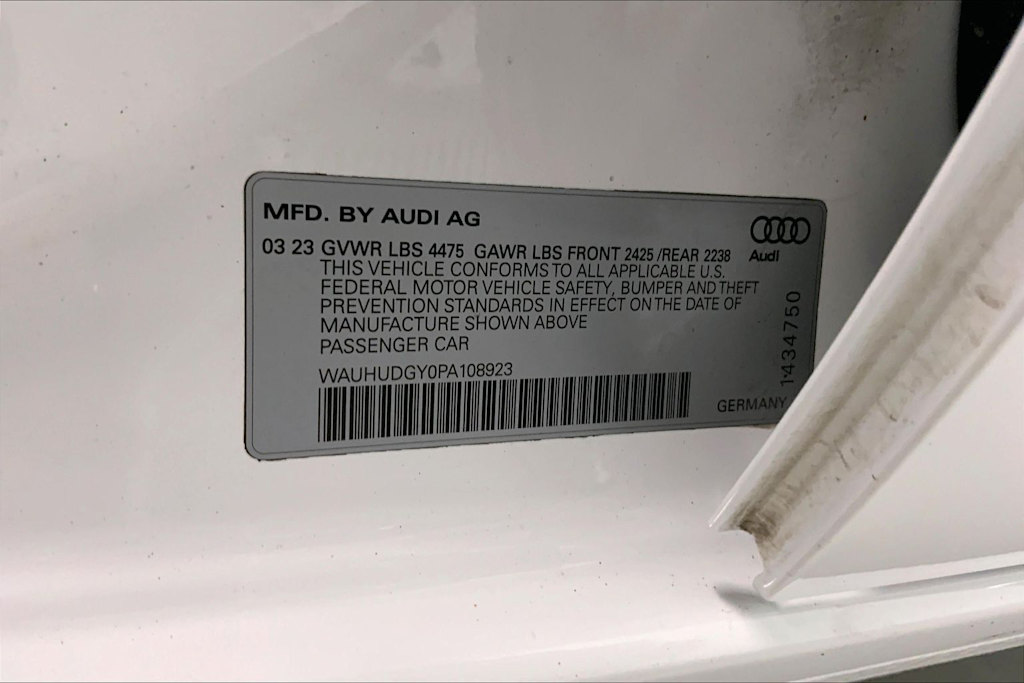 MFD. BY AUDI AG
03 23 GVWR LBS 4475 GAWR LBS FRONT 2425 /REAR 2238
THIS VEHICLE CONFORMS TO ALL APPLICABLE U.S.
FEDERAL MOTOR VEHICLE SAFETY, BUMPER AND THEFT
PREVENTION STANDARDS IN EFFECT ON THE DATE OF
MANUFACTURE SHOWN ABOVE
PASSENGER CAR
WAUHUDGY0PA108923
Audi
1434750
GERMANY